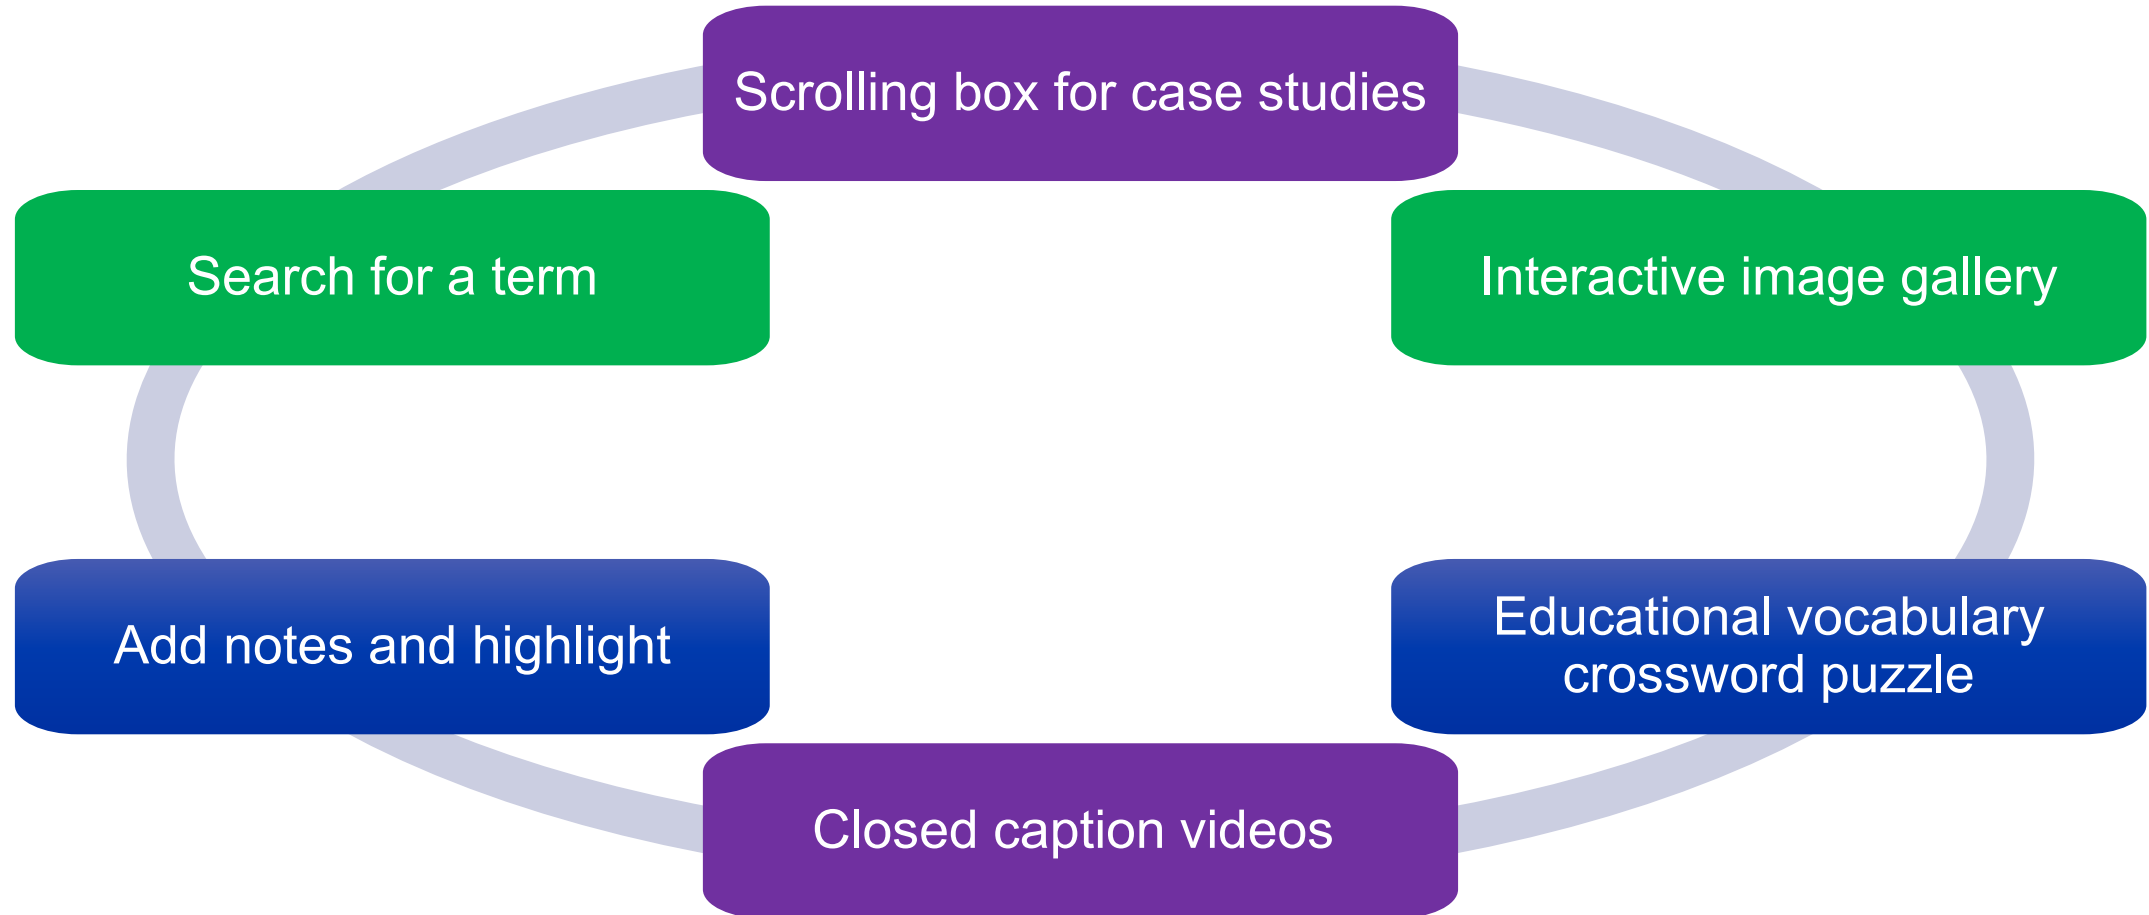 Scrolling box for case studies
Search for a term
Interactive image gallery
Add notes and highlight
Educational vocabulary
crossword puzzle
Closed caption videos